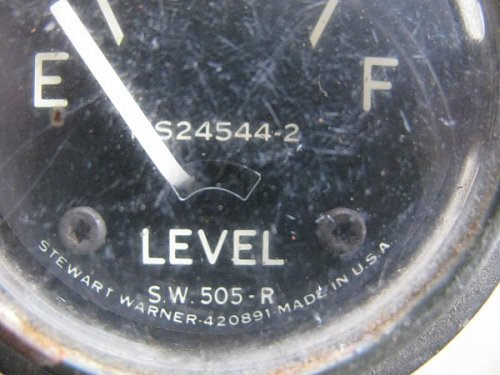 E F
S24544-2
LEVEL
S.W. 505-R
STEWART WARNER-420891-MADE IN U.S.A.